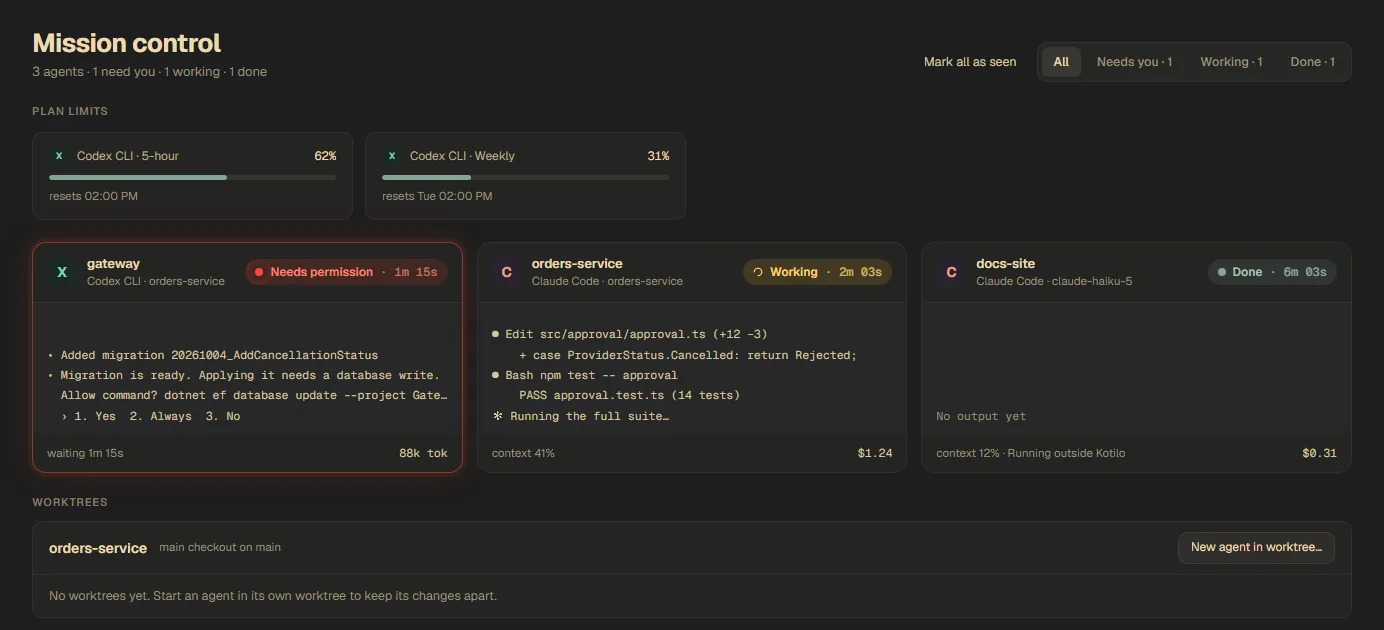 Mission control
3 agents · 1 need you · 1 working · 1 done
Mark all as seen
All
Needs you · 1
Working · 1
Done · 1
PLAN LIMITS
X Codex CLI · 5-hour 62%
resets 02:00 PM
X Codex CLI · Weekly 31%
resets Tue 02:00 PM
X gateway
Codex CLI · orders-service
Needs permission · 1m 15s
• Added migration 20261004_AddCancellationStatus
• Migration is ready. Applying it needs a database write.
Allow command? dotnet ef database update --project Gate…
› 1. Yes 2. Always 3. No
waiting 1m 15s 88k tok
C orders-service
Claude Code · orders-service
Working · 2m 03s
● Edit src/approval/approval.ts (+12 −3)
+ case ProviderStatus.Cancelled: return Rejected;
● Bash npm test -- approval
PASS approval.test.ts (14 tests)
✻ Running the full suite…
context 41% $1.24
C docs-site
Claude Code · claude-haiku-5
Done · 6m 03s
No output yet
context 12% · Running outside Kotilo $0.31
WORKTREES
orders-service main checkout on main
New agent in worktree…
No worktrees yet. Start an agent in its own worktree to keep its changes apart.